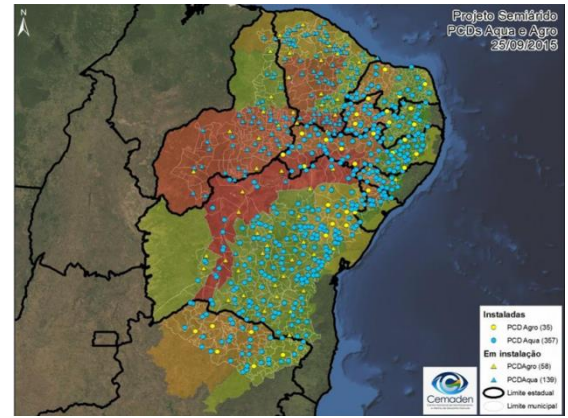 N
Projeto Semiárido
PCDs Aqua e Agro
25/09/2015
Instaladas
PCD Agro (35)
PCD Aqua (357)
Em instalação
PCDAgro (58)
PCDAqua (139)
Limite estadual
Limite municipal
Cemaden